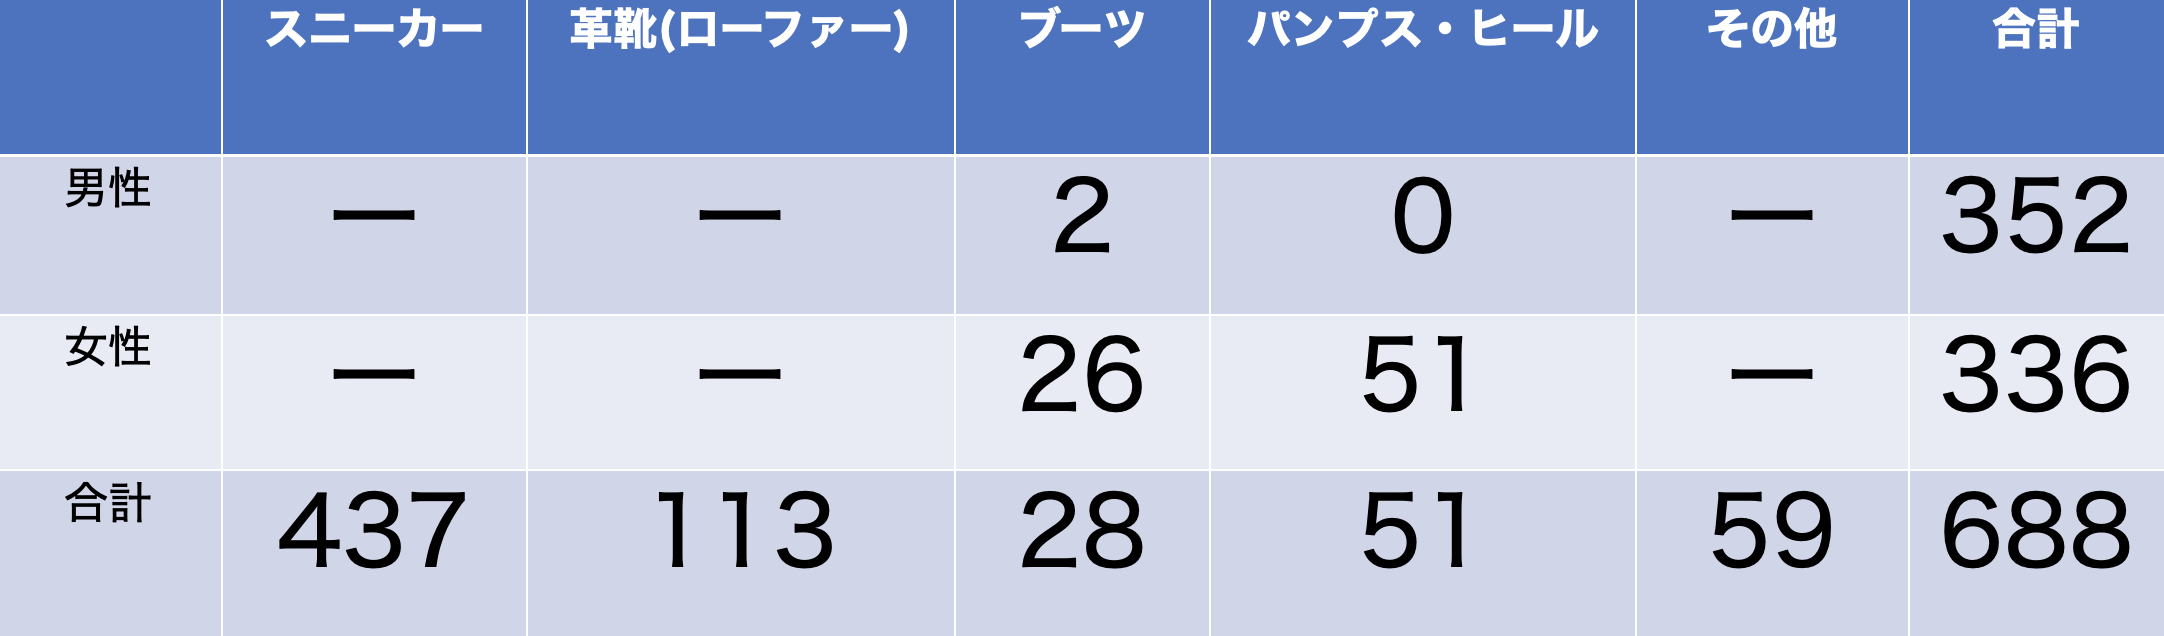 スニーカー 革靴(ローファー) ブーツ パンプス・ヒール その他 合計
男性 ー ー 2 0 ー 352
女性 ー ー 26 51 ー 336
合計 437 113 28 51 59 688